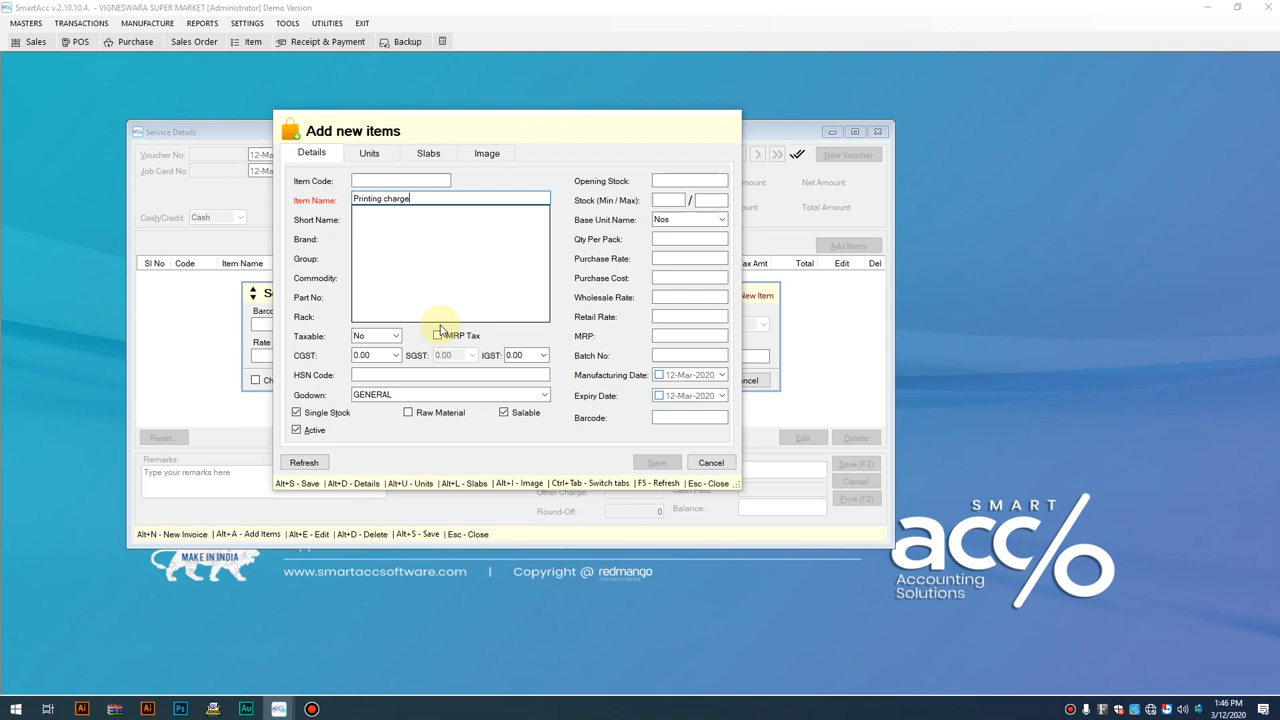 SmartAcc v.2.10.10.4. - VIGNESWARA SUPER MARKET [Administrator] Demo Version
MASTERS TRANSACTIONS MANUFACTURE REPORTS SETTINGS TOOLS UTILITIES EXIT
Sales POS Purchase Sales Order Item Receipt & Payment Backup
Service Details
Voucher No: 12-Ma
Job Card No: 12-Ma
New Voucher
mount: Net Amount:
mount: Total Amount:
Cash/Credit: Cash
Add Items
Sl No Code Item Name ax Amt Total Edit Del
New Item
Barco
Rate
Ch
ncel
Reset... Edit Delete
Remarks:
Type your remarks here
Save (F3)
Cancel
Print (F2)
Other Charge:
Cash Paid:
Round-Off: 0 Balance:
Alt+N - New Invoice | Alt+A - Add Items | Alt+E - Edit | Alt+D - Delete | Alt+S - Save | Esc - Close
Add new items
Details Units Slabs Image
Item Code:
Item Name: Printing charge
Short Name:
Brand:
Group:
Commodity:
Part No:
Rack:
Taxable: No MRP Tax
CGST: 0.00 SGST: 0.00 IGST: 0.00
HSN Code:
Godown: GENERAL
Single Stock Raw Material Salable
Active
Opening Stock:
Stock (Min / Max): /
Base Unit Name: Nos
Qty Per Pack:
Purchase Rate:
Purchase Cost:
Wholesale Rate:
Retail Rate:
MRP:
Batch No:
Manufacturing Date: 12-Mar-2020
Expiry Date: 12-Mar-2020
Barcode:
Refresh Save Cancel
Alt+S - Save | Alt+D - Details | Alt+U - Units | Alt+L - Slabs | Alt+I - Image | Ctrl+Tab - Switch tabs | F5 - Refresh | Esc - Close
MAKE IN INDIA
www.smartaccsoftware.com | Copyright @ redmango
TECHNOLOGIES
SMART
acc%
Accounting
Solutions
1:46 PM
3/12/2020